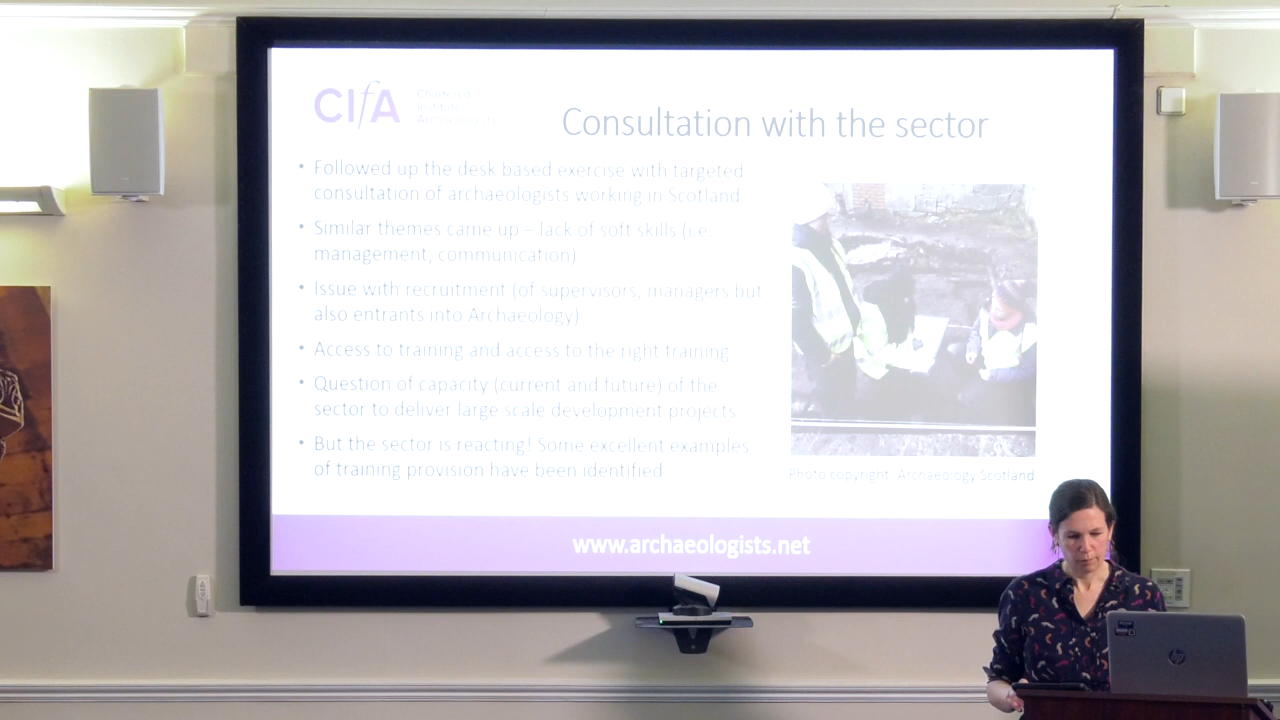 CIfA
Chartered
Institute for
Archaeologists
Consultation with the sector
• Followed up the desk based exercise with targeted
consultation of archaeologists working in Scotland
• Similar themes came up – lack of soft skills (i.e.
management, communication)
• Issue with recruitment (of supervisors, managers but
also entrants into Archaeology)
• Access to training and access to the right training
• Question of capacity (current and future) of the
sector to deliver large scale development projects
• But the sector is reacting! Some excellent examples
of training provision have been identified
Photo copyright: Archaeology Scotland
www.archaeologists.net
hp